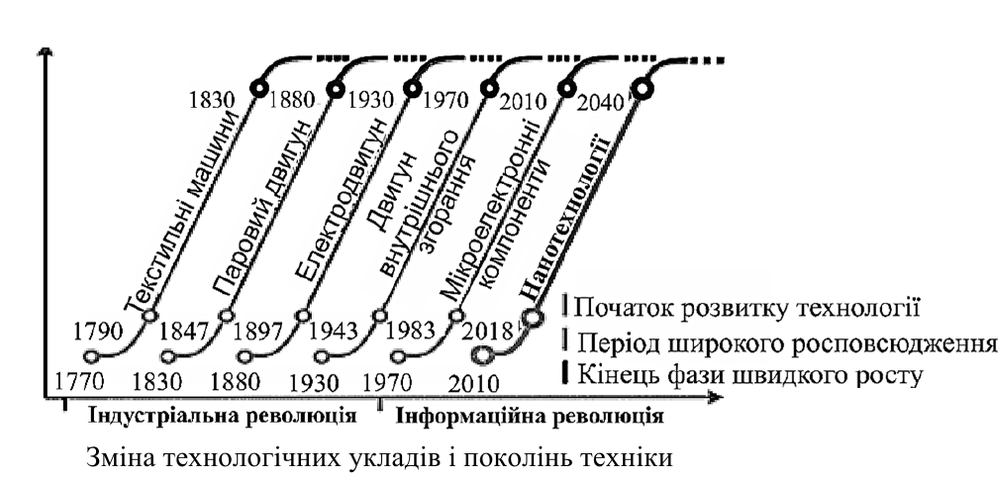 1830 1880 1930 1970 2010 2040
Текстильні машини
Паровий двигун
Електродвигун
Двигун
внутрішнього
згорання
Мікроелектронні
компоненти
Нанотехнології
1790 1847 1897 1943 1983 2018
1770 1830 1880 1930 1970 2010
Початок розвитку технології
Період широкого росповсюдження
Кінець фази швидкого росту
Індустріальна революція Інформаційна революція
Зміна технологічних укладів і поколінь техніки